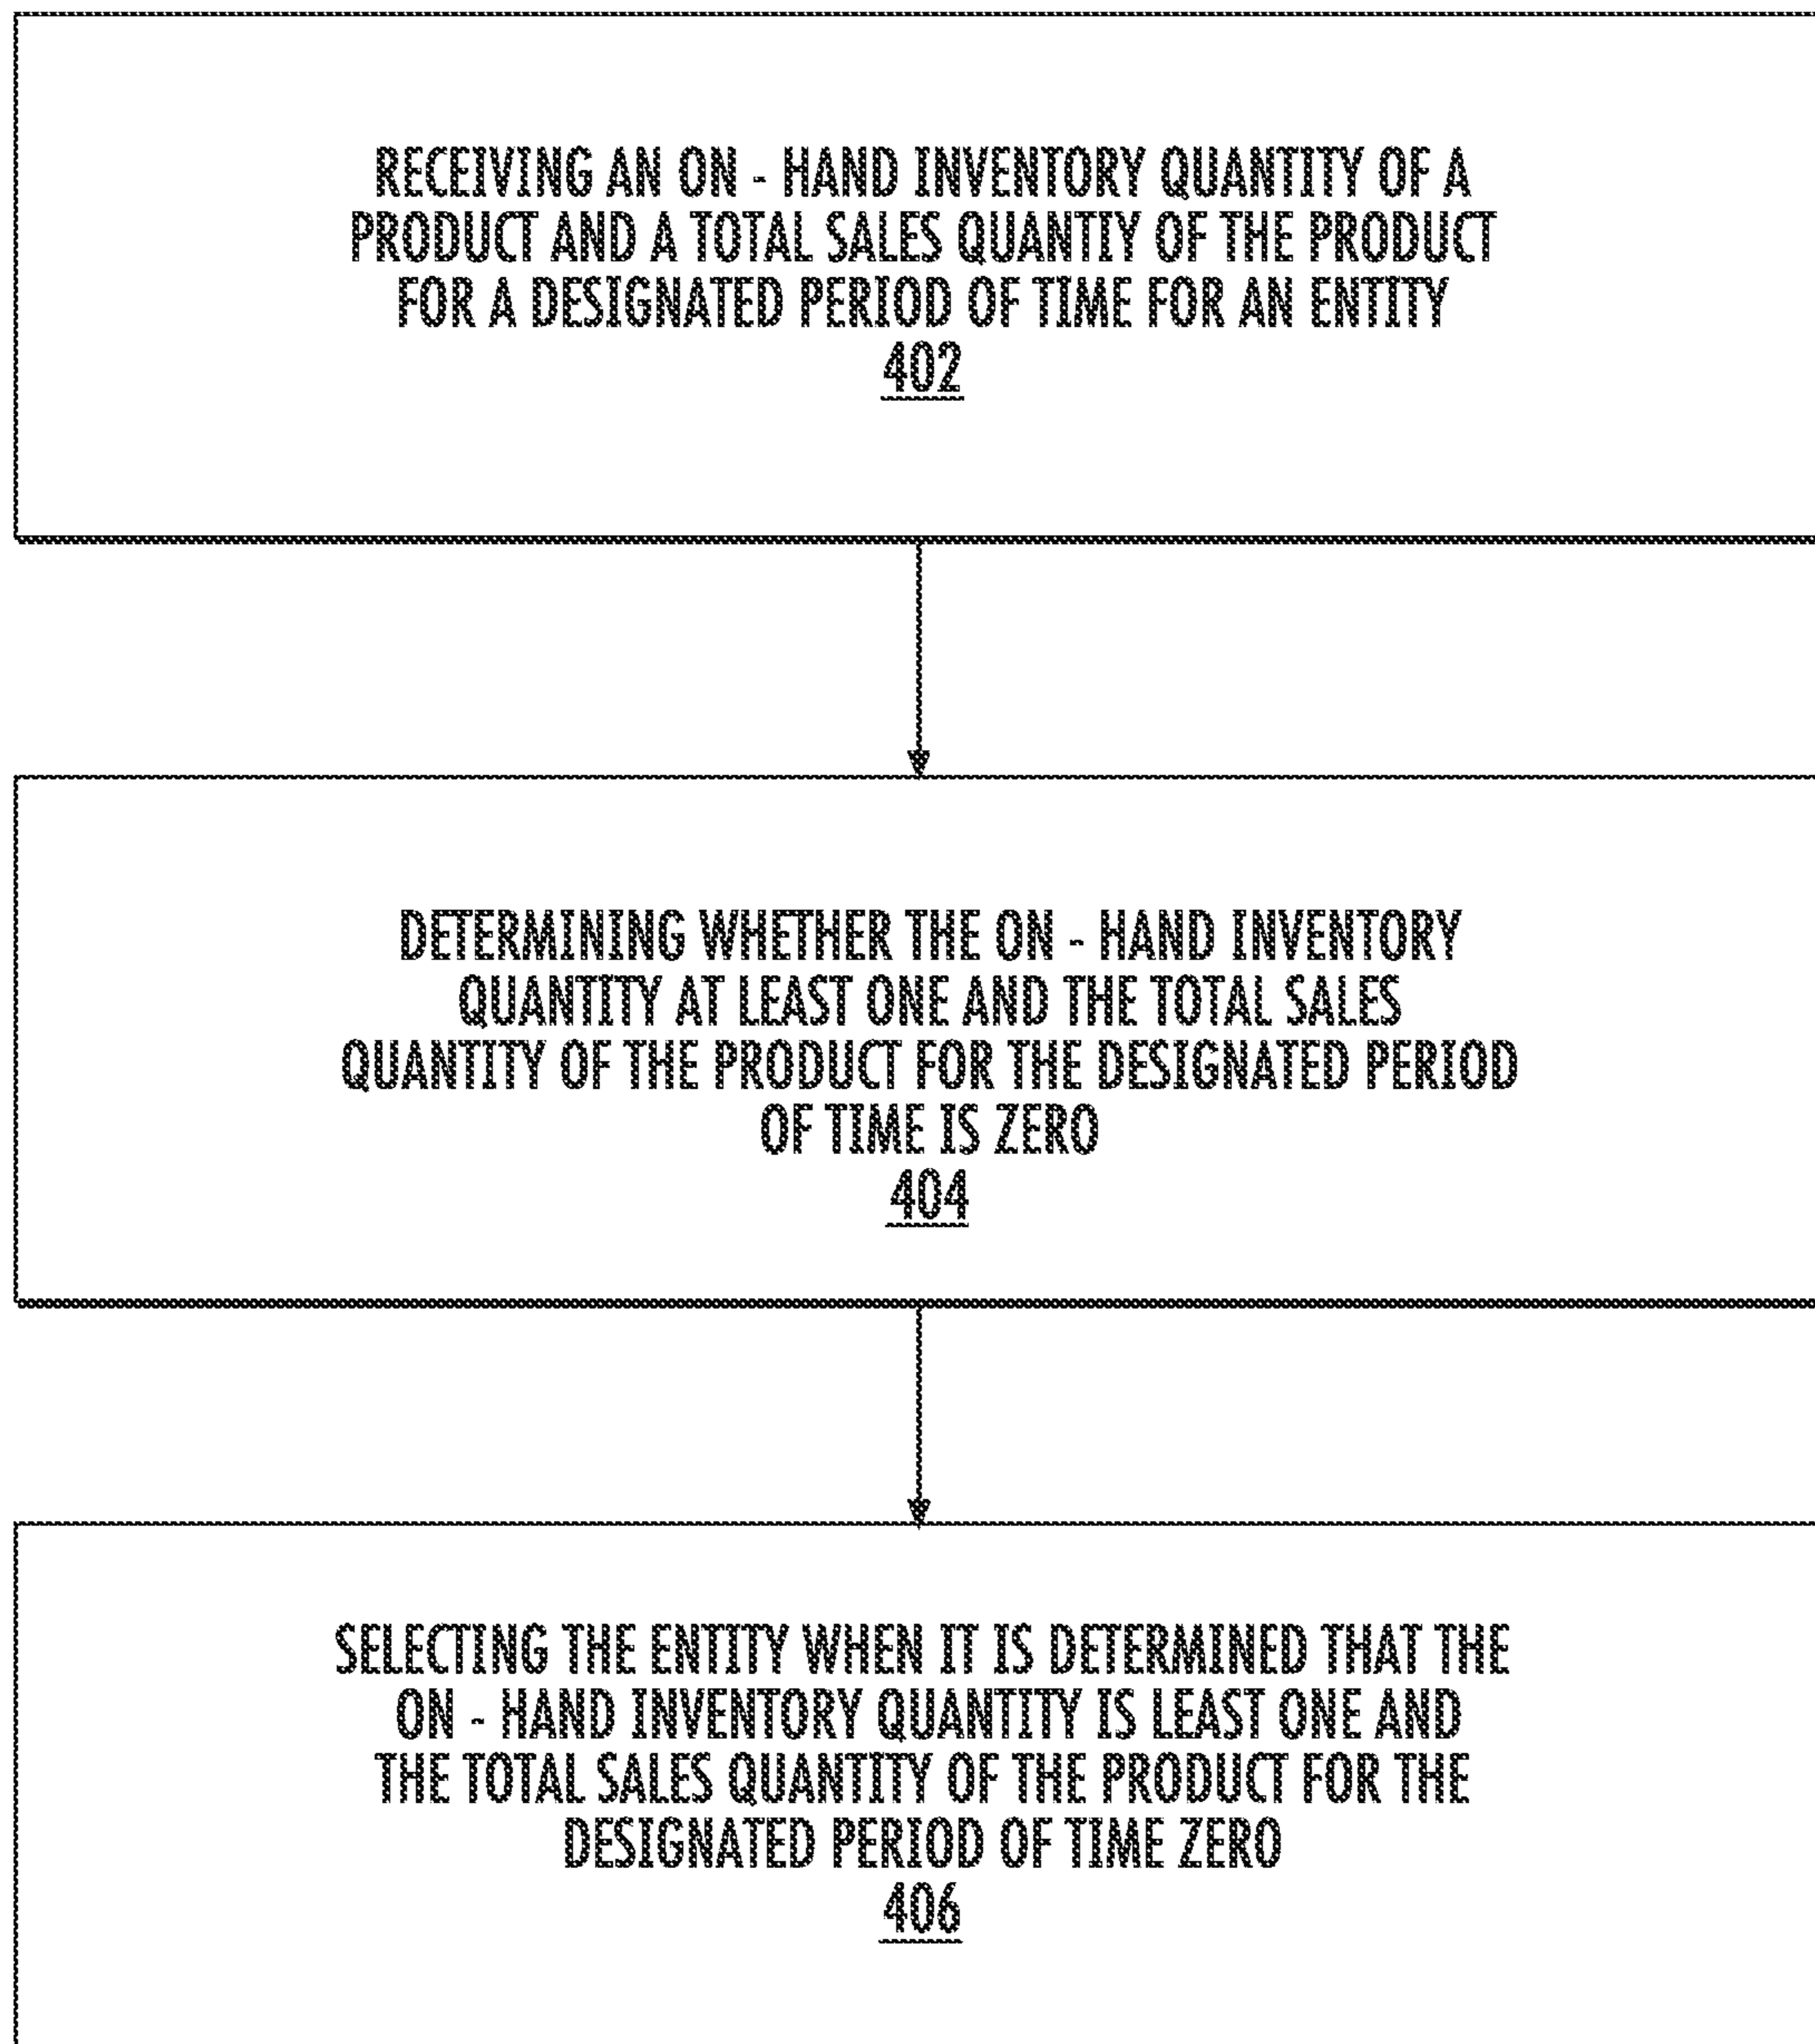 RECEIVING AN ON - HAND INVENTORY QUANTITY OF A
PRODUCT AND A TOTAL SALES QUANTIY OF THE PRODUCT
FOR A DESIGNATED PERIOD OF TIME FOR AN ENTITY
402
DETERMINING WHETHER THE ON - HAND INVENTORY
QUANTITY AT LEAST ONE AND THE TOTAL SALES
QUANTITY OF THE PRODUCT FOR THE DESIGNATED PERIOD
OF TIME IS ZERO
404
SELECTING THE ENTITY WHEN IT IS DETERMINED THAT THE
ON - HAND INVENTORY QUANTITY IS LEAST ONE AND
THE TOTAL SALES QUANTITY OF THE PRODUCT FOR THE
DESIGNATED PERIOD OF TIME ZERO
406